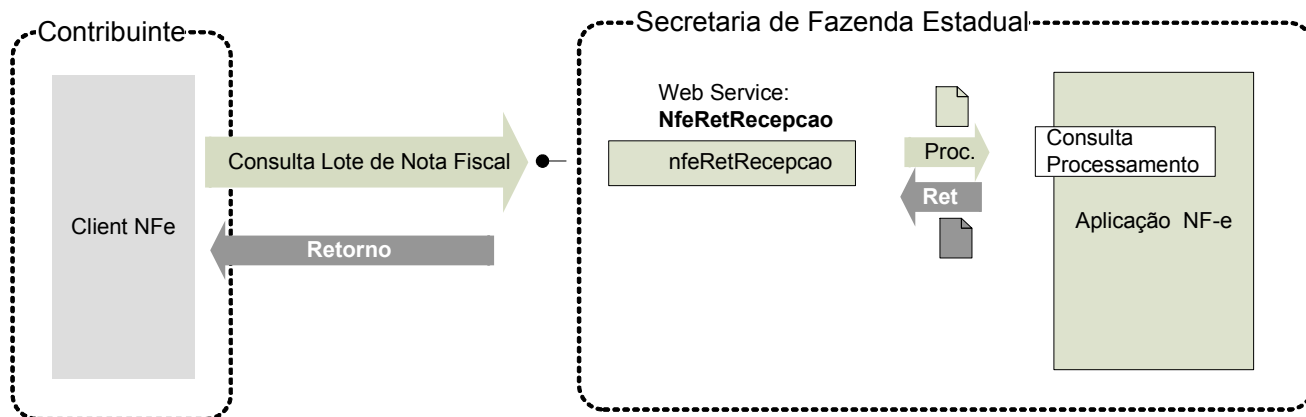 Contribuinte
Secretaria de Fazenda Estadual
Client NFe
Consulta Lote de Nota Fiscal
Retorno
Web Service:
NfeRetRecepcao
nfeRetRecepcao
Proc.
Ret
Consulta
Processamento
Aplicação NF-e